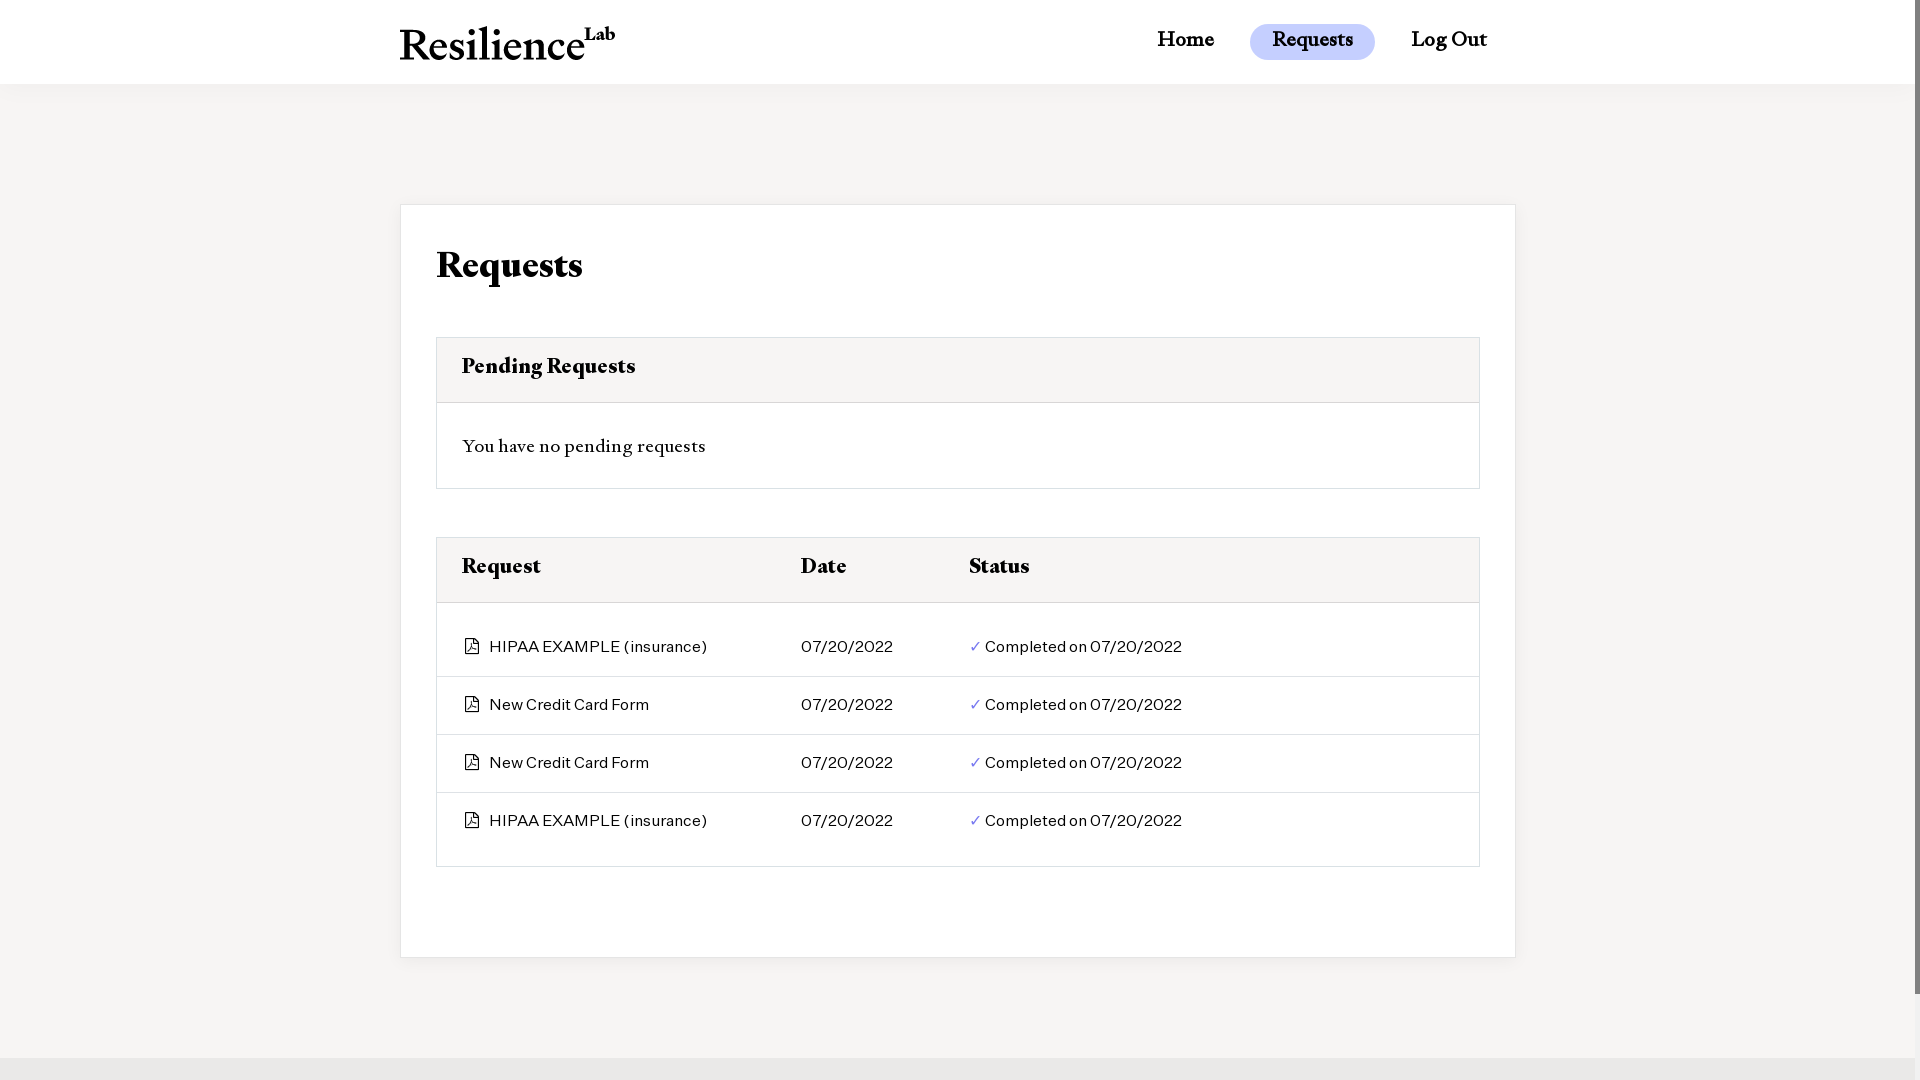 Resilience Lab
Home Requests Log Out
Requests
Pending Requests
You have no pending requests
Request Date Status
HIPAA EXAMPLE (insurance) 07/20/2022 ✓ Completed on 07/20/2022
New Credit Card Form 07/20/2022 ✓ Completed on 07/20/2022
New Credit Card Form 07/20/2022 ✓ Completed on 07/20/2022
HIPAA EXAMPLE (insurance) 07/20/2022 ✓ Completed on 07/20/2022